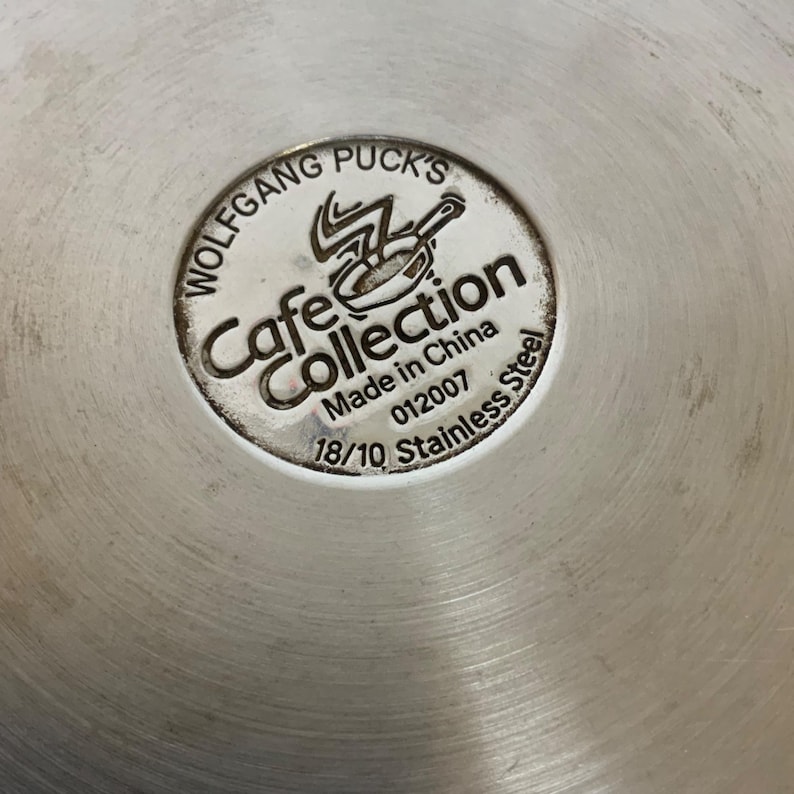 WOLFGANG PUCK'S
Cafe
Collection
Made in China
012007
18/10 Stainless Steel